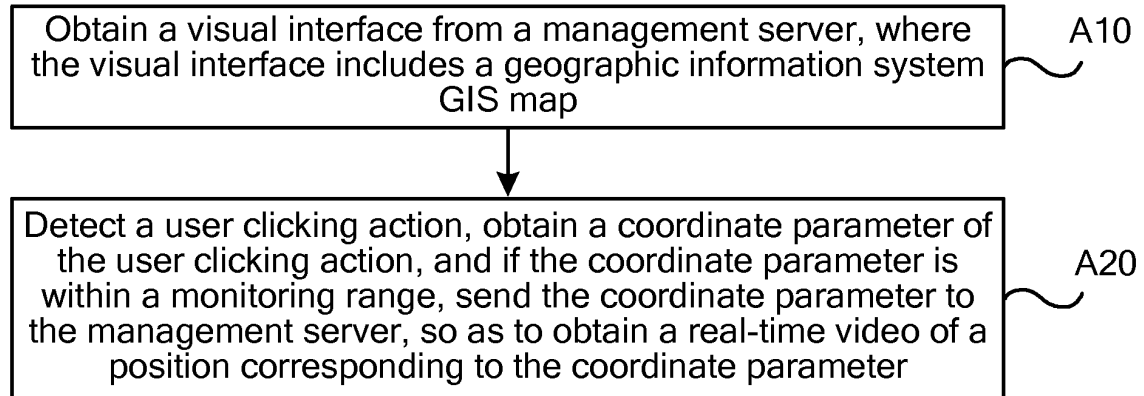 Obtain a visual interface from a management server, where
the visual interface includes a geographic information system
GIS map
A10
Detect a user clicking action, obtain a coordinate parameter of
the user clicking action, and if the coordinate parameter is
within a monitoring range, send the coordinate parameter to
the management server, so as to obtain a real-time video of a
position corresponding to the coordinate parameter
A20